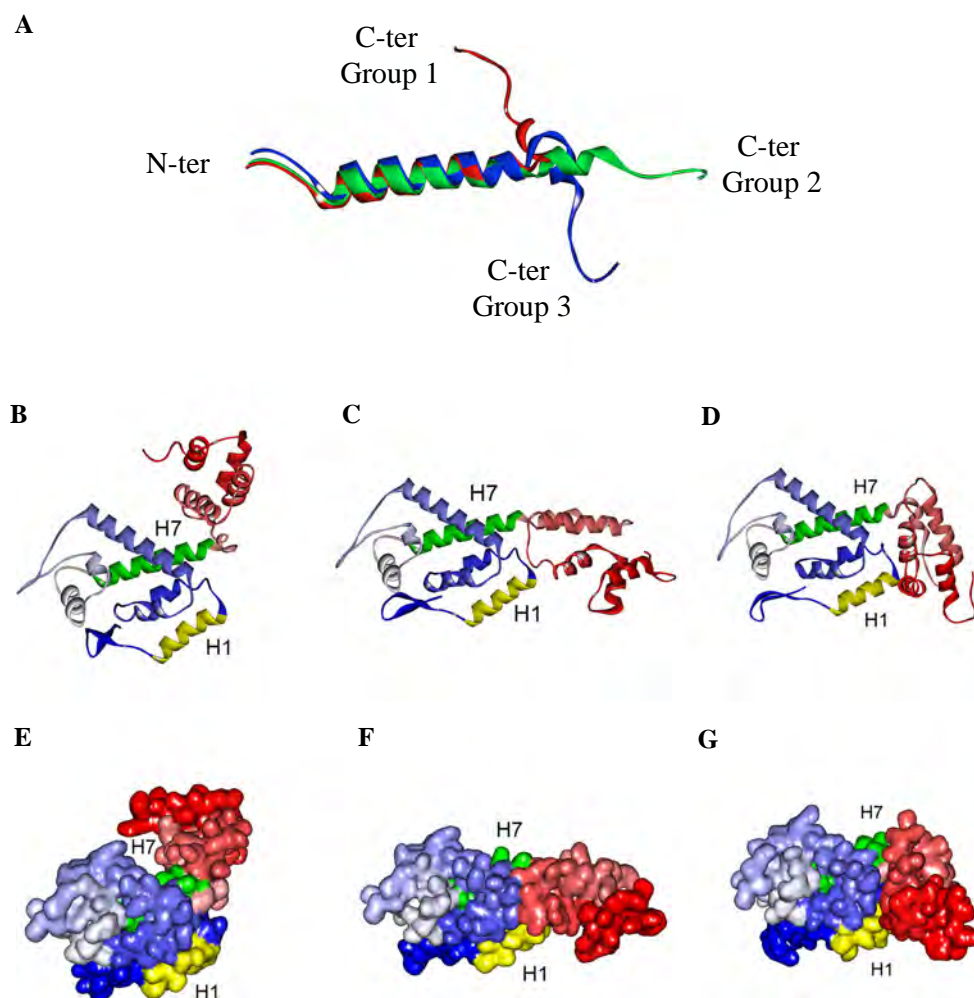 A
C-ter
Group 1
N-ter
C-ter
Group 2
C-ter
Group 3
B
C
D
H7
H1
H7
H1
H7
H1
E
F
G
H7
H1
H7
H1
H7
H1